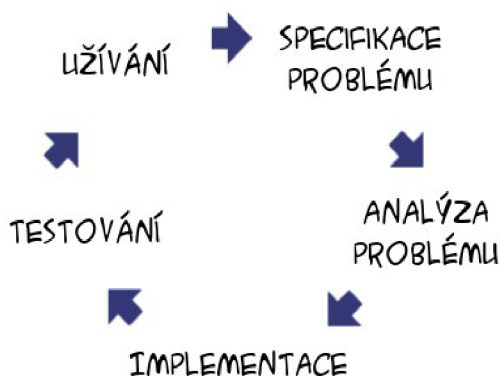 UŽÍVÁNÍ
SPECIFIKACE
PROBLÉMU
ANALÝZA
PROBLÉMU
IMPLEMENTACE
TESTOVÁNÍ